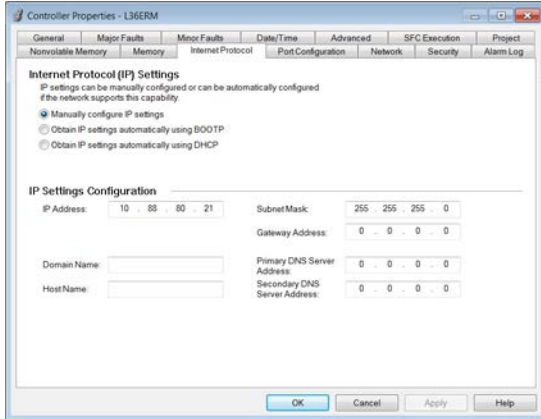 Controller Properties - L36ERM
General Major Faults Minor Faults Date/Time Advanced SFC Execution Project
Nonvolatile Memory Memory Internet Protocol Port Configuration Network Security Alarm Log
Internet Protocol (IP) Settings
IP settings can be manually configured or can be automatically configured
if the network supports this capability.
Manually configure IP settings
Obtain IP settings automatically using BOOTP
Obtain IP settings automatically using DHCP
IP Settings Configuration
IP Address: 10 . 88 . 80 . 21 Subnet Mask: 255 . 255 . 255 . 0
Gateway Address: 0 . 0 . 0 . 0
Domain Name: Primary DNS Server Address: 0 . 0 . 0 . 0
Host Name: Secondary DNS Server Address: 0 . 0 . 0 . 0
OK Cancel Apply Help